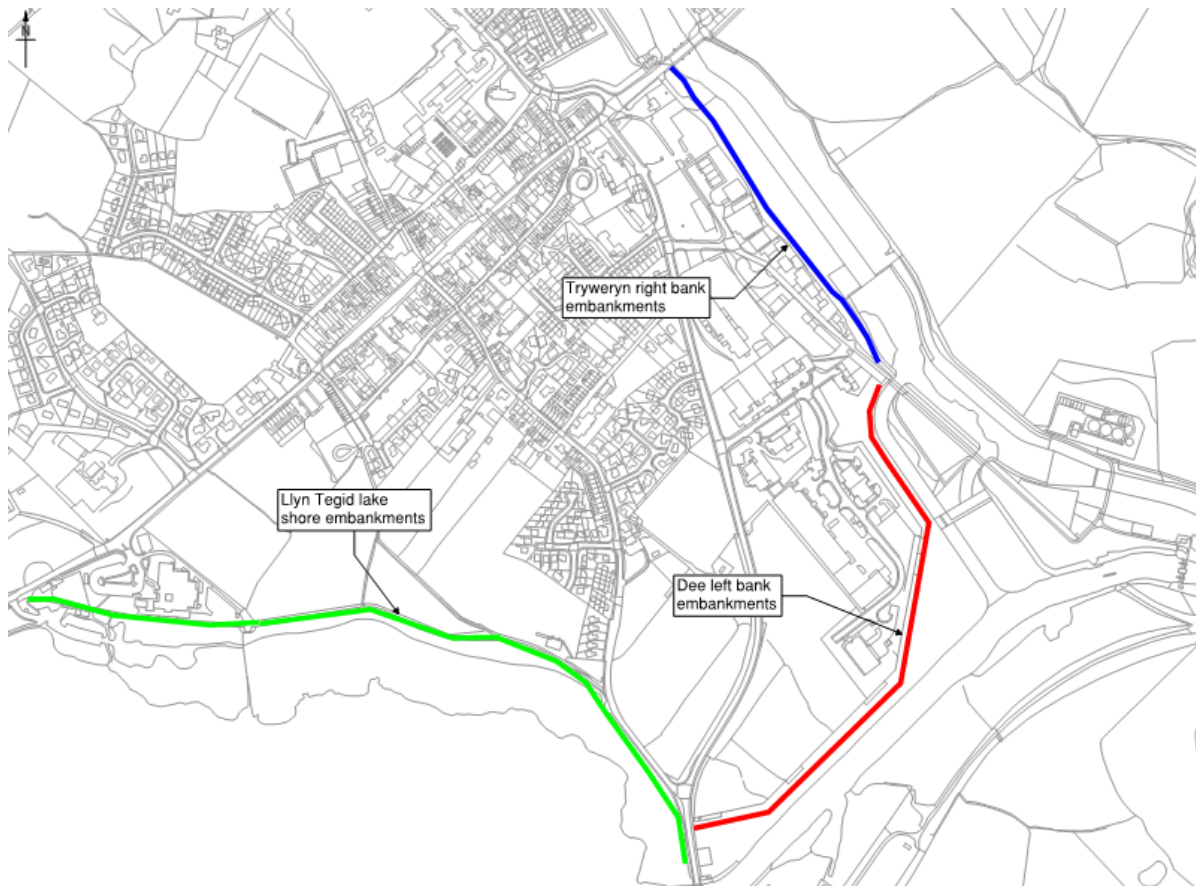 N
Tryweryn right bank
embankments
Llyn Tegid lake
shore embankments
Dee left bank
embankments